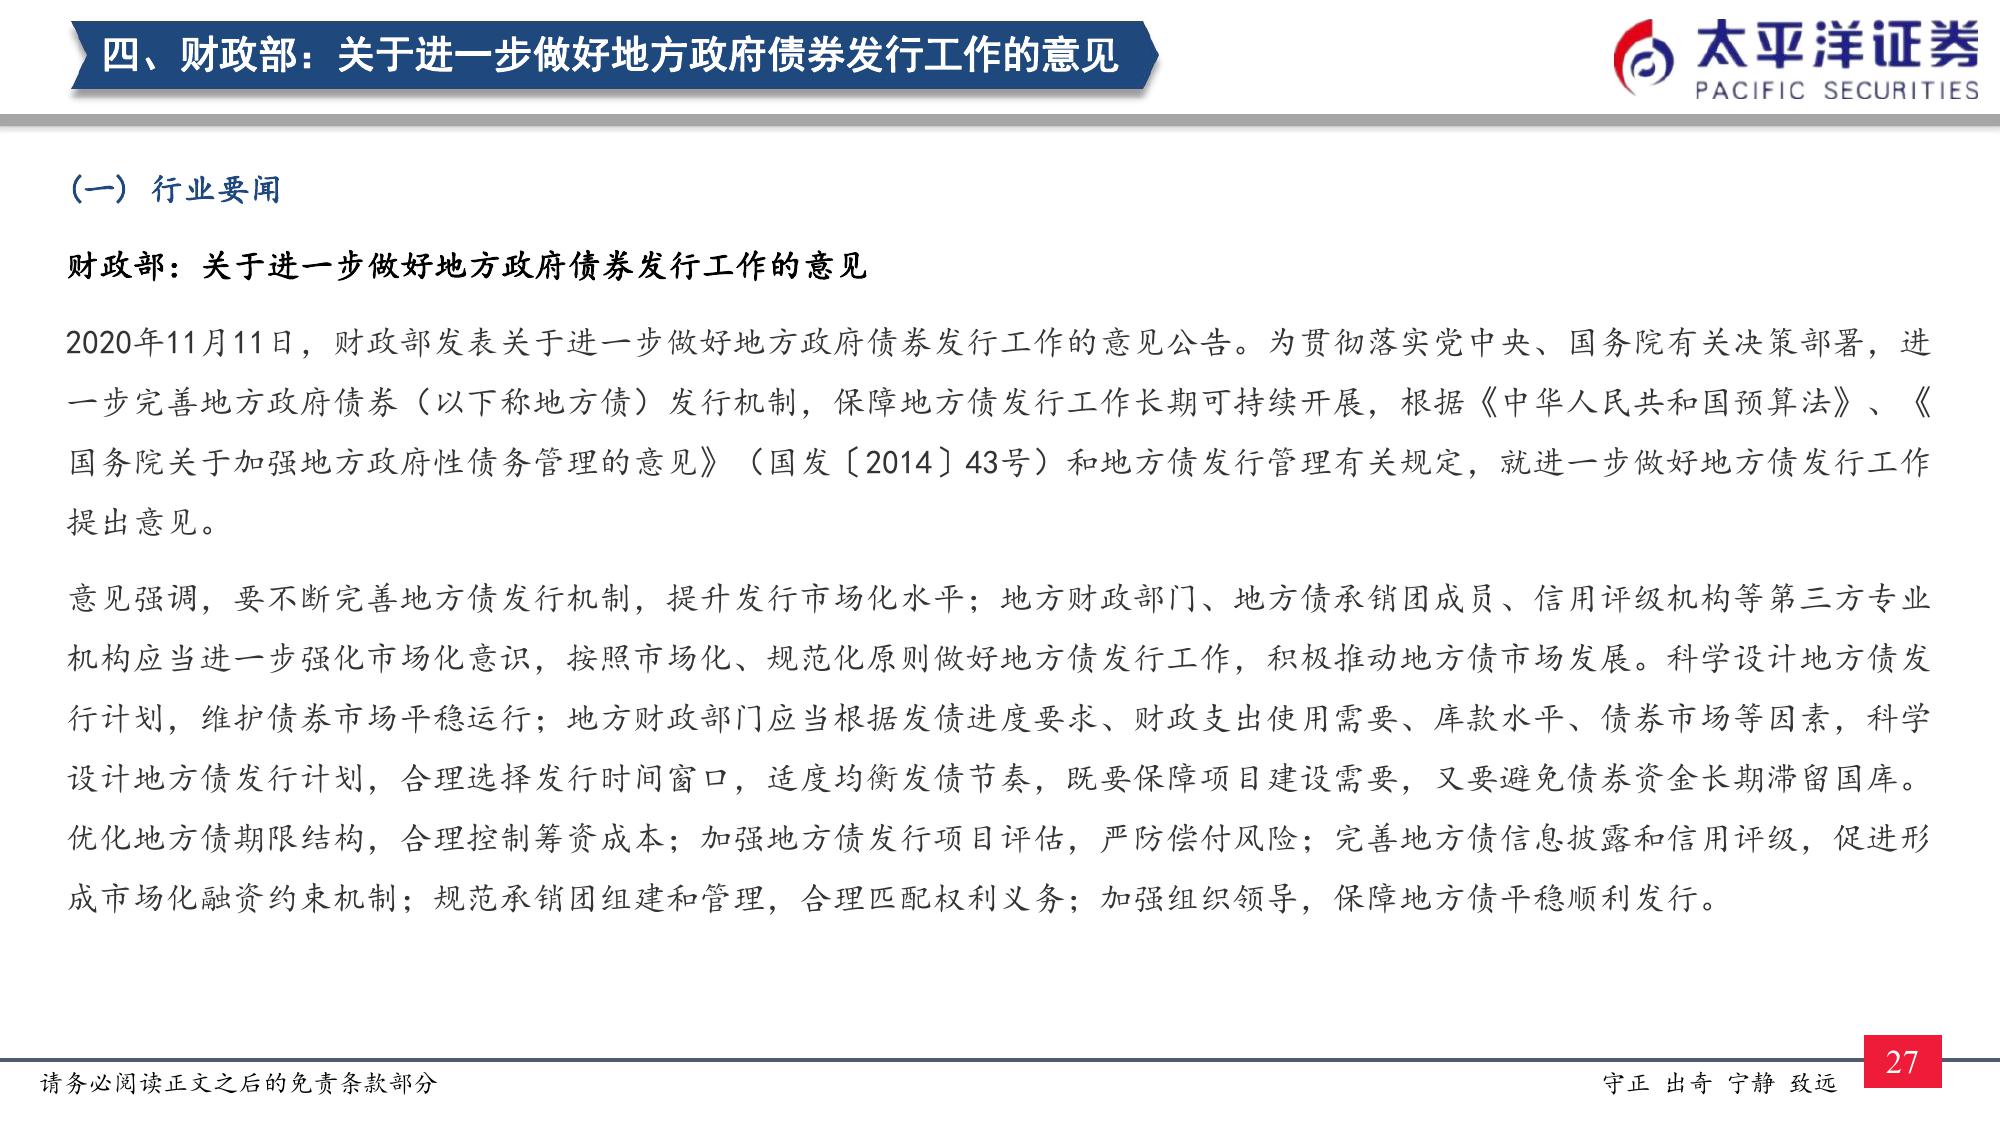 四、财政部：关于进一步做好地方政府债券发行工作的意见
太平洋证券
PACIFIC SECURITIES
(一) 行业要闻
财政部：关于进一步做好地方政府债券发行工作的意见
2020年11月11日，财政部发表关于进一步做好地方政府债券发行工作的意见公告。为贯彻落实党中央、国务院有关决策部署，进
一步完善地方政府债券（以下称地方债）发行机制，保障地方债发行工作长期可持续开展，根据《中华人民共和国预算法》、《
国务院关于加强地方政府性债务管理的意见》（国发〔2014〕43号）和地方债发行管理有关规定，就进一步做好地方债发行工作
提出意见。
意见强调，要不断完善地方债发行机制，提升发行市场化水平；地方财政部门、地方债承销团成员、信用评级机构等第三方专业
机构应当进一步强化市场化意识，按照市场化、规范化原则做好地方债发行工作，积极推动地方债市场发展。科学设计地方债发
行计划，维护债券市场平稳运行；地方财政部门应当根据发债进度要求、财政支出使用需要、库款水平、债券市场等因素，科学
设计地方债发行计划，合理选择发行时间窗口，适度均衡发债节奏，既要保障项目建设需要，又要避免债券资金长期滞留国库。
优化地方债期限结构，合理控制筹资成本；加强地方债发行项目评估，严防偿付风险；完善地方债信息披露和信用评级，促进形
成市场化融资约束机制；规范承销团组建和管理，合理匹配权利义务；加强组织领导，保障地方债平稳顺利发行。
请务必阅读正文之后的免责条款部分
守正 出奇 宁静 致远
27